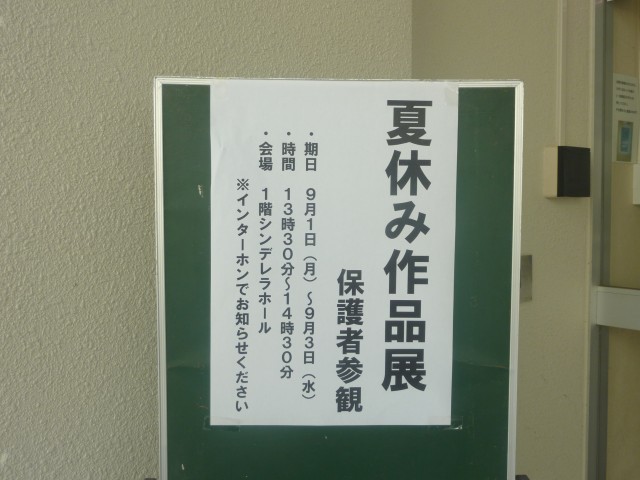 夏休み作品展
保護者参観
・期日　９月１日（月）～９月３日（水）
・時間　１３時３０分～１４時３０分
・会場　１階シンデレラホール
※インターホンでお知らせください